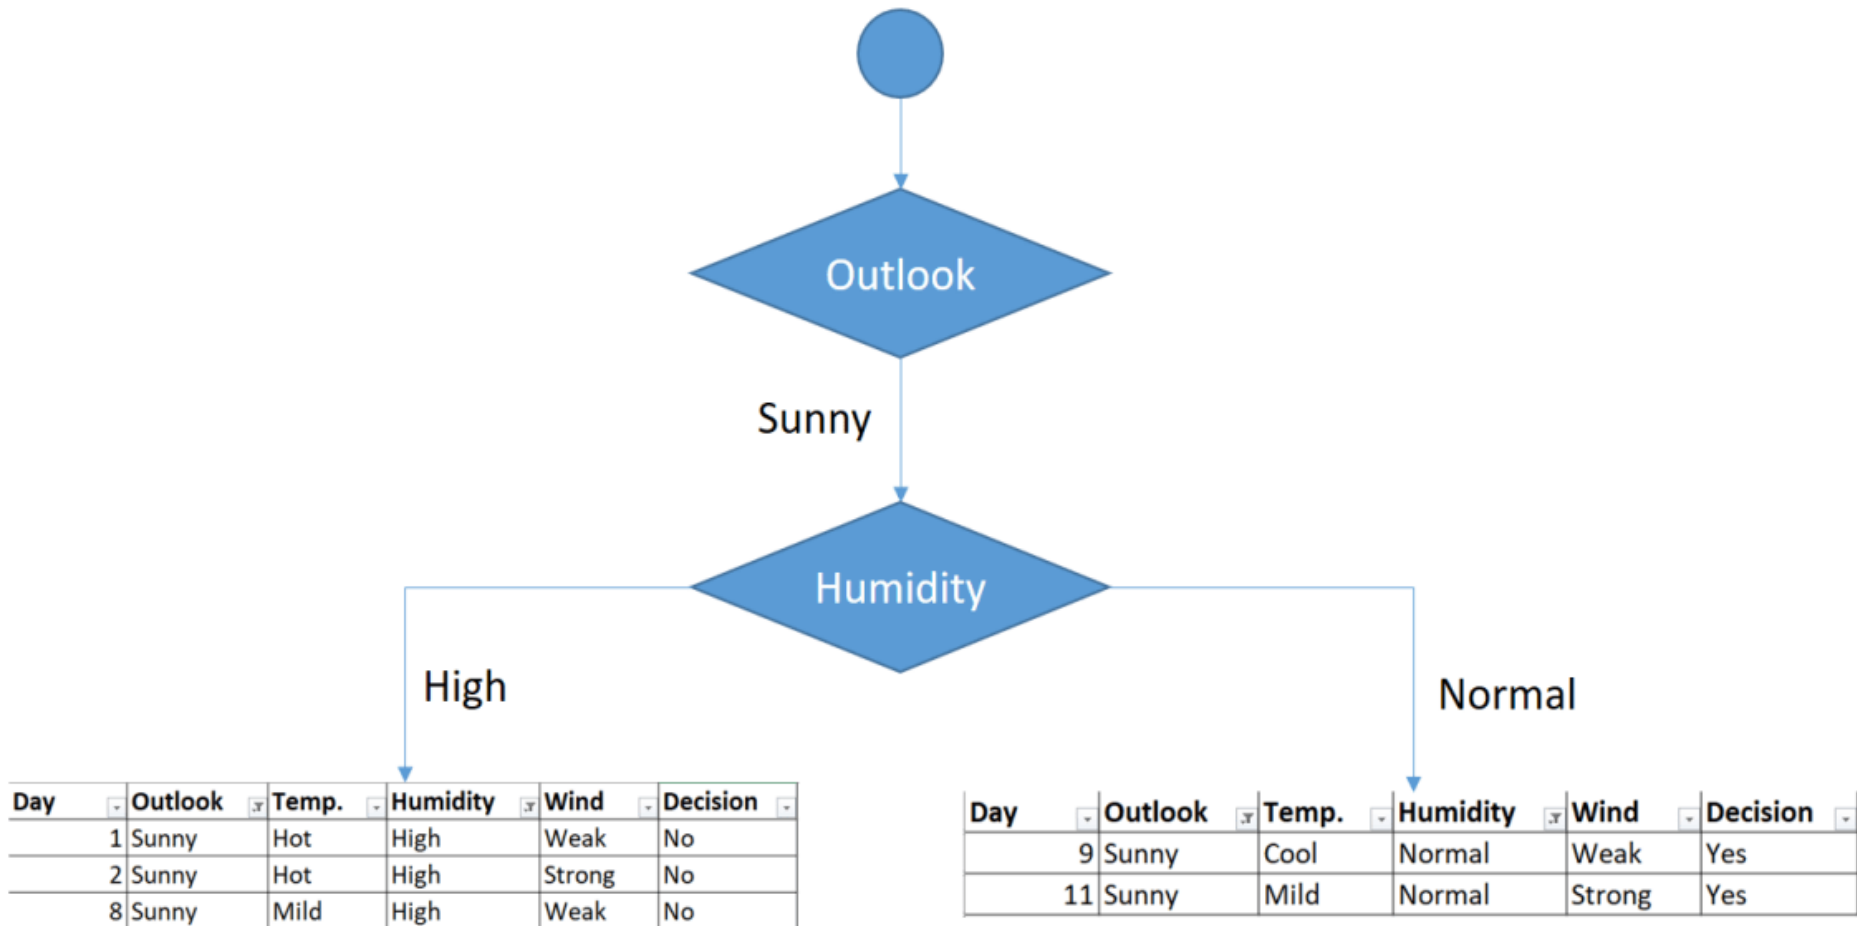 Outlook
Sunny
Humidity
High
Normal
Day Outlook Temp. Humidity Wind Decision
1 Sunny Hot High Weak No
2 Sunny Hot High Strong No
8 Sunny Mild High Weak No
Day Outlook Temp. Humidity Wind Decision
9 Sunny Cool Normal Weak Yes
11 Sunny Mild Normal Strong Yes